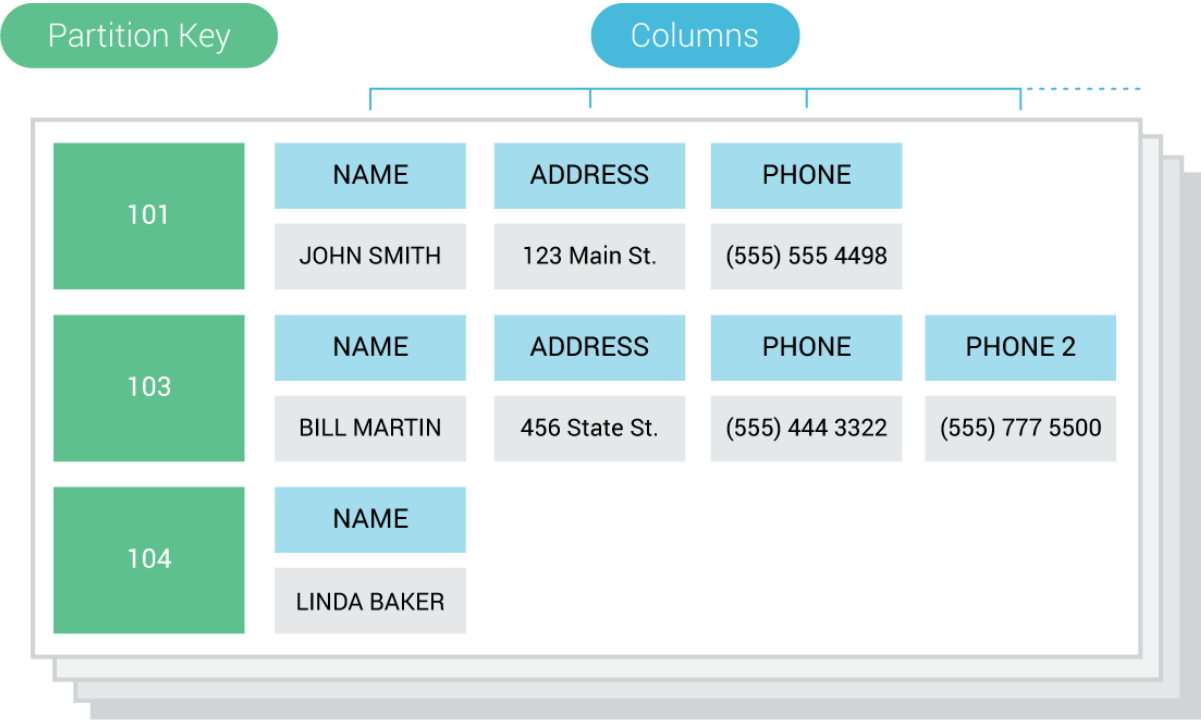 Partition Key
Columns
101
NAME
ADDRESS
PHONE
JOHN SMITH
123 Main St.
(555) 555 4498
103
NAME
ADDRESS
PHONE
PHONE 2
BILL MARTIN
456 State St.
(555) 444 3322
(555) 777 5500
104
NAME
LINDA BAKER